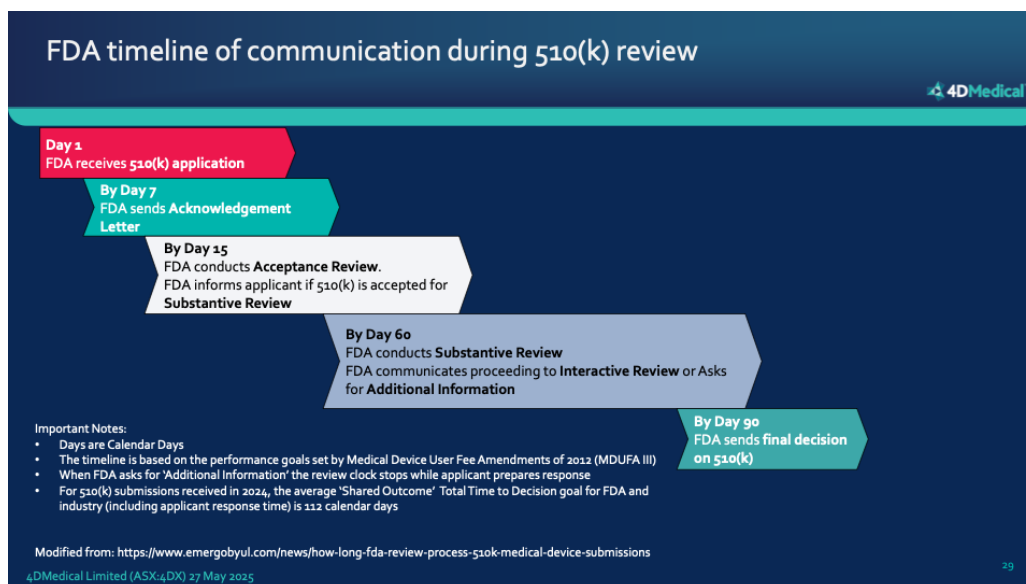 FDA timeline of communication during 510(k) review
4DMedical
Day 1
FDA receives 510(k) application
By Day 7
FDA sends Acknowledgement
Letter
By Day 15
FDA conducts Acceptance Review.
FDA informs applicant if 510(k) is accepted for
Substantive Review
By Day 60
FDA conducts Substantive Review
FDA communicates proceeding to Interactive Review or Asks
for Additional Information
By Day 90
FDA sends final decision
on 510(k)
Important Notes:
• Days are Calendar Days
• The timeline is based on the performance goals set by Medical Device User Fee Amendments of 2012 (MDUFA III)
• When FDA asks for ‘Additional Information’ the review clock stops while applicant prepares response
• For 510(k) submissions received in 2024, the average ‘Shared Outcome’ Total Time to Decision goal for FDA and
industry (including applicant response time) is 112 calendar days
Modified from: https://www.emergobyul.com/news/how-long-fda-review-process-510k-medical-device-submissions
4DMedical Limited (ASX:4DX) 27 May 2025
29